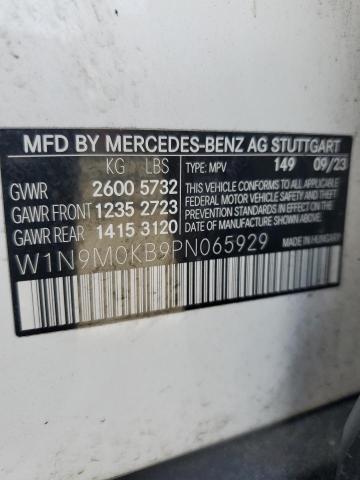 MFD BY MERCEDES-BENZ AG STUTTGART
KG LBS TYPE: MPV 149 09/23
GVWR 2600 5732
GAWR FRONT 1235 2723
GAWR REAR 1415 3120
THIS VEHICLE CONFORMS TO ALL APPLICABLE
FEDERAL MOTOR VEHICLE SAFETY AND THEFT
PREVENTION STANDARDS IN EFFECT ON THE
DATE OF MANUFACTURE SHOWN ABOVE.
W1N9M0KB9PN065929
MADE IN HUNGARY